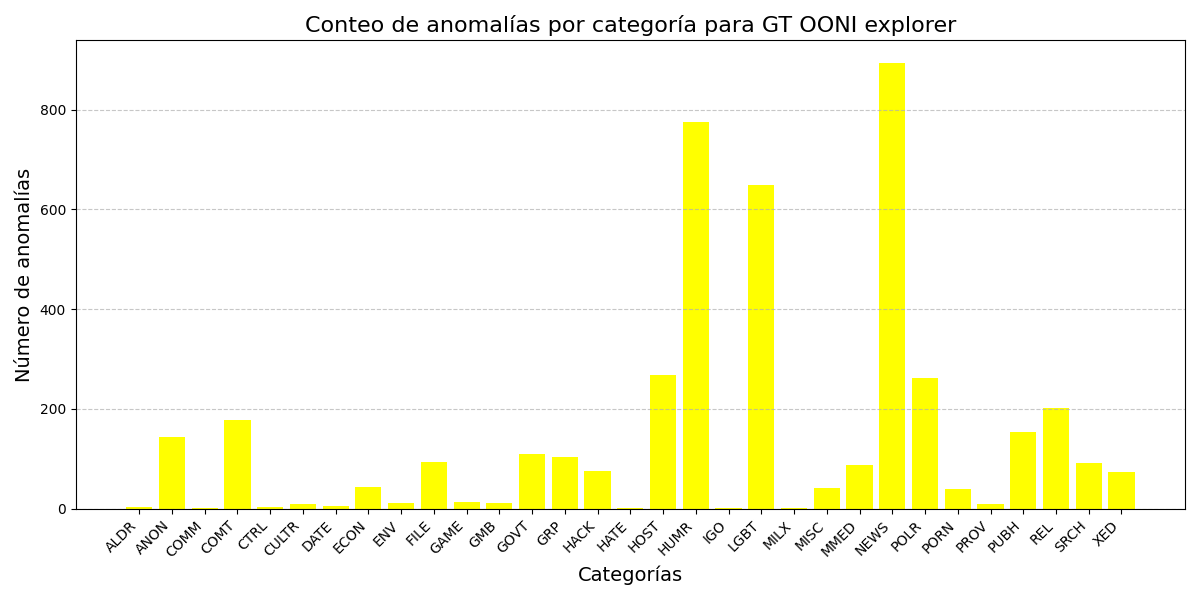 Conteo de anomalías por categoría para GT OONI explorer
Número de anomalías
800
600
400
200
0
ALDR
ANON
COMM
COMT
CTRL
CULTR
DATE
ECON
ENV
FILE
GAME
GMB
GOVT
GRP
HACK
HATE
HOST
HUMR
IGO
LGBT
MILX
MISC
MMED
NEWS
POLR
PORN
PROV
PUBH
REL
SRCH
XED
Categorías